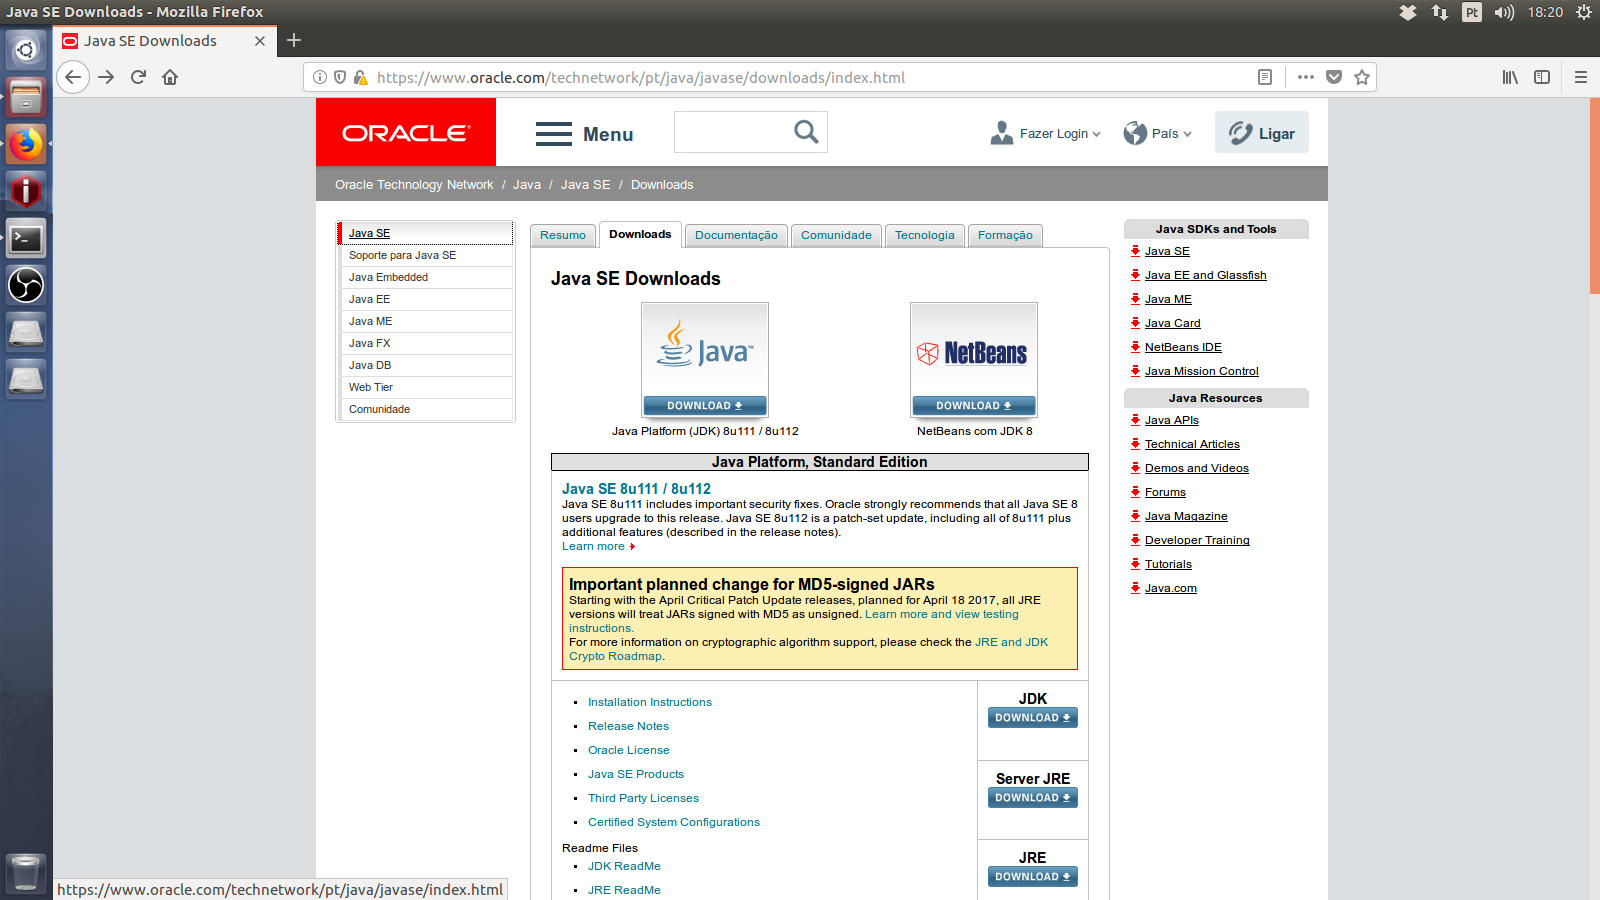 Java SE Downloads - Mozilla Firefox
Pt
18:20
Java SE Downloads
https://www.oracle.com/technetwork/pt/java/javase/downloads/index.html
ORACLE
Menu
Fazer Login
País
Ligar
Oracle Technology Network / Java / Java SE / Downloads
Java SE
Soporte para Java SE
Java Embedded
Java EE
Java ME
Java FX
Java DB
Web Tier
Comunidade
Resumo
Downloads
Documentação
Comunidade
Tecnologia
Formação
Java SE Downloads
Java™
DOWNLOAD
Java Platform (JDK) 8u111 / 8u112
NetBeans
DOWNLOAD
NetBeans com JDK 8
Java Platform, Standard Edition
Java SE 8u111 / 8u112
Java SE 8u111 includes important security fixes. Oracle strongly recommends that all Java SE 8
users upgrade to this release. Java SE 8u112 is a patch-set update, including all of 8u111 plus
additional features (described in the release notes).
Learn more
Important planned change for MD5-signed JARs
Starting with the April Critical Patch Update releases, planned for April 18 2017, all JRE
versions will treat JARs signed with MD5 as unsigned. Learn more and view testing
instructions.
For more information on cryptographic algorithm support, please check the JRE and JDK
Crypto Roadmap.
Installation Instructions
Release Notes
Oracle License
Java SE Products
Third Party Licenses
Certified System Configurations
Readme Files
JDK ReadMe
JRE ReadMe
JDK
DOWNLOAD
Server JRE
DOWNLOAD
JRE
DOWNLOAD
Java SDKs and Tools
Java SE
Java EE and Glassfish
Java ME
Java Card
NetBeans IDE
Java Mission Control
Java Resources
Java APIs
Technical Articles
Demos and Videos
Forums
Java Magazine
Developer Training
Tutorials
Java.com
https://www.oracle.com/technetwork/pt/java/javase/index.html